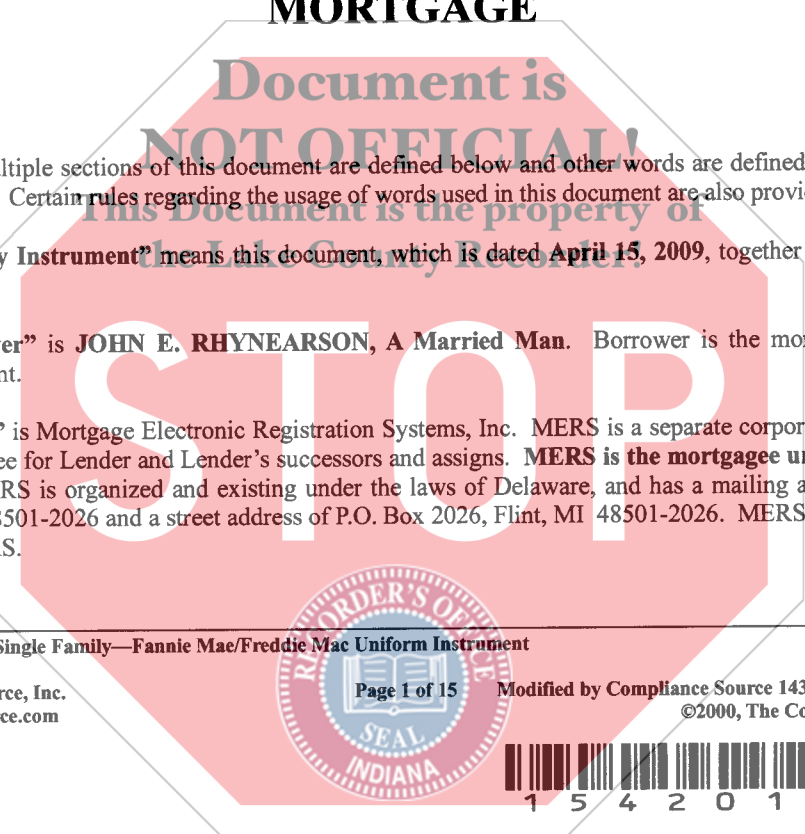 MORTGAGE
Document is
NOT OFFICIAL!
ltiple sections of this document are defined below and other words are defined
Certain rules regarding the usage of words used in this document are also provi
This Document is the property of
y Instrument” means this document, which is dated April 15, 2009, together
the Lake County Recorder!
er” is JOHN E. RHYNEARSON, A Married Man. Borrower is the mor
nt.
STOP
” is Mortgage Electronic Registration Systems, Inc. MERS is a separate corpor
ee for Lender and Lender’s successors and assigns. MERS is the mortgagee un
RS is organized and existing under the laws of Delaware, and has a mailing a
8501-2026 and a street address of P.O. Box 2026, Flint, MI 48501-2026. MERS
RS.
RECORDER'S OFFICE
Single Family—Fannie Mae/Freddie Mac Uniform Instrument
rce, Inc. Page 1 of 15 Modified by Compliance Source 143
ce.com ©2000, The Co
SEAL
INDIANA
1 5 4 2 0 1